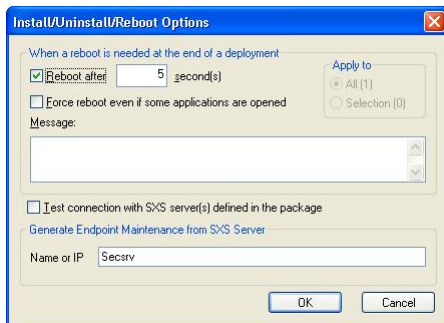 Install/Uninstall/Reboot Options
When a reboot is needed at the end of a deployment
Reboot after 5 second(s)
Apply to
All (1)
Selection (0)
Force reboot even if some applications are opened
Message:
Test connection with SXS server(s) defined in the package
Generate Endpoint Maintenance from SXS Server
Name or IP Secsrv
OK Cancel